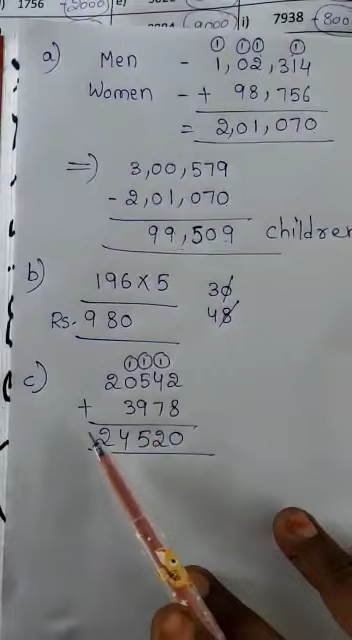 1756 2000 e)
9000 i) 7938 800
a) Men - 1,02,314
Women - + 98,756
= 2,01,070
=> 3,00,579
- 2,01,070
99,509 children
b) 196 × 5 30
Rs. 980 48
c) 20542
+ 3978
24520